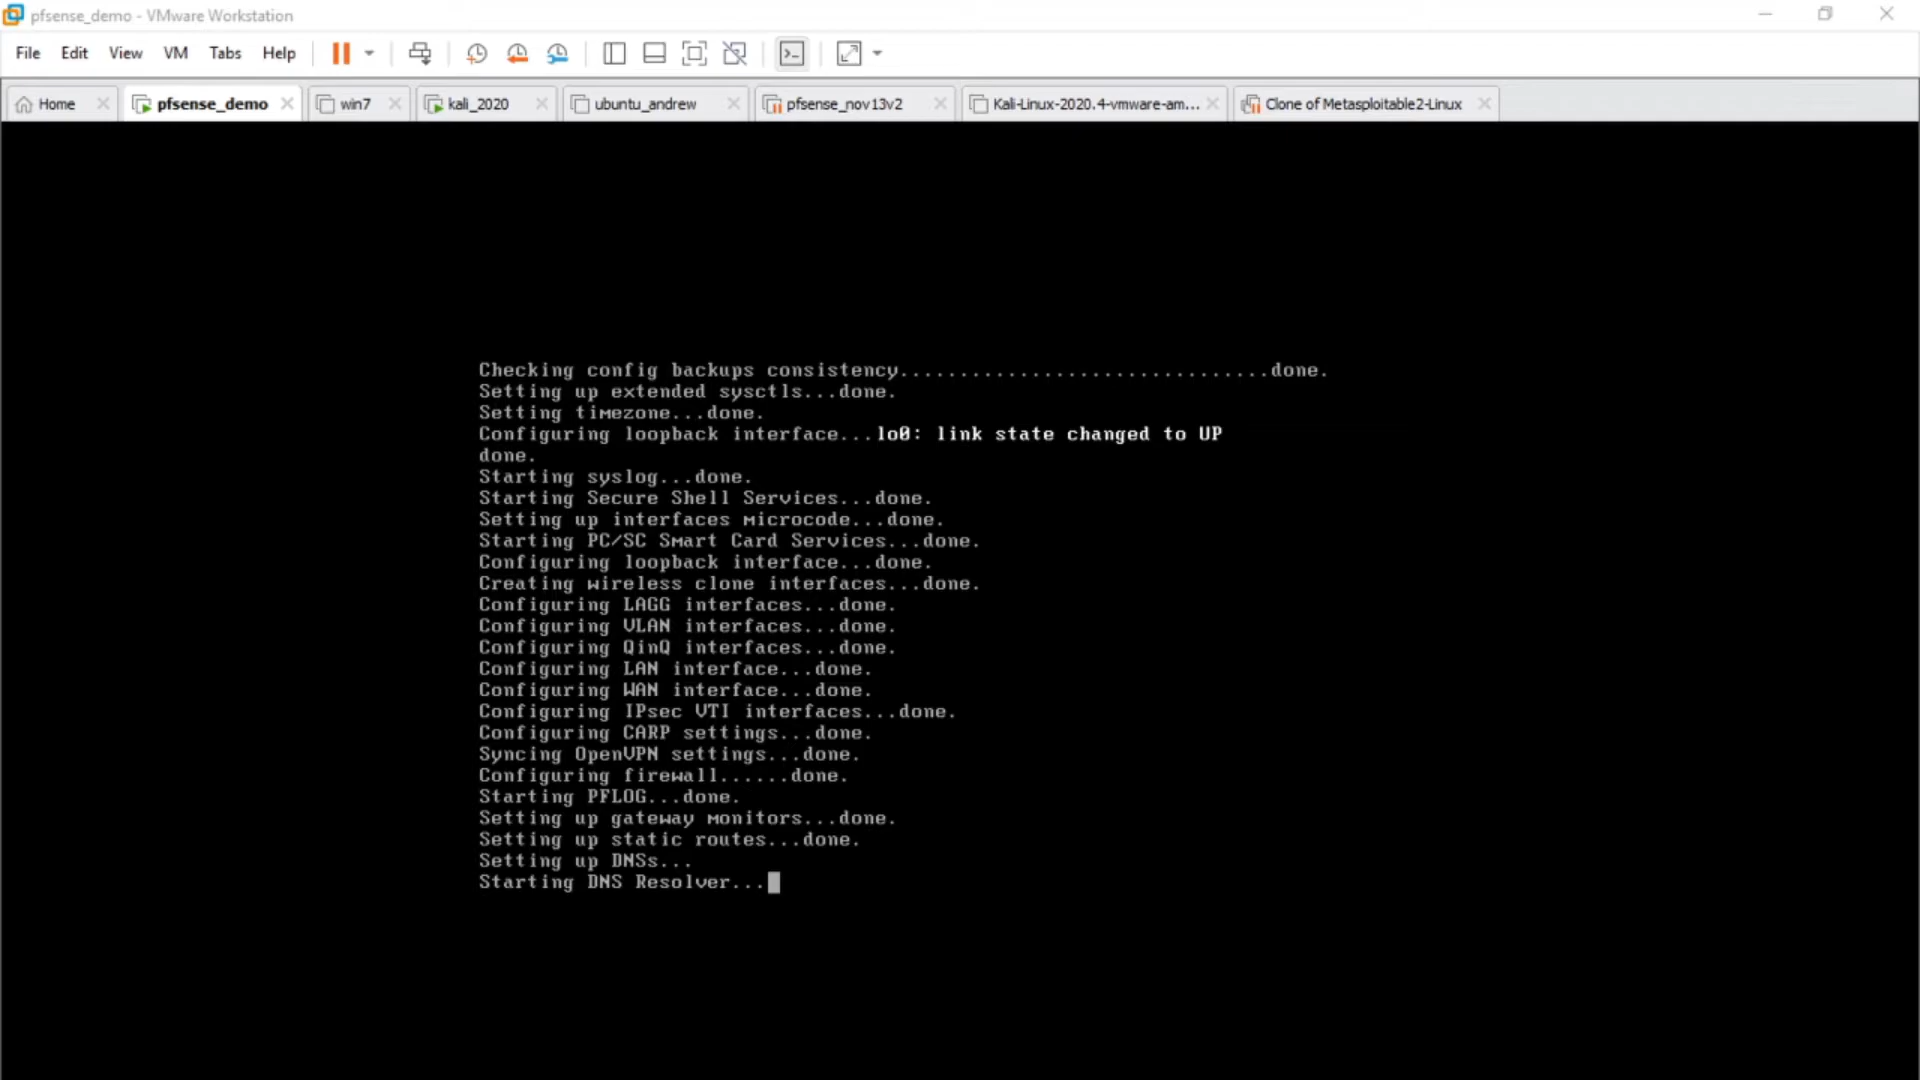 pfsense_demo - VMware Workstation
File Edit View VM Tabs Help
Home pfsense_demo win7 kali_2020 ubuntu_andrew pfsense_nov13v2 Kali-Linux-2020.4-vmware-am... Clone of Metasploitable2-Linux
Checking config backups consistency...............................done.
Setting up extended sysctls...done.
Setting timezone...done.
Configuring loopback interface...lo0: link state changed to UP
done.
Starting syslog...done.
Starting Secure Shell Services...done.
Setting up interfaces microcode...done.
Starting PC/SC Smart Card Services...done.
Configuring loopback interface...done.
Creating wireless clone interfaces...done.
Configuring LAGG interfaces...done.
Configuring VLAN interfaces...done.
Configuring QinQ interfaces...done.
Configuring LAN interface...done.
Configuring WAN interface...done.
Configuring IPsec VTI interfaces...done.
Configuring CARP settings...done.
Syncing OpenVPN settings...done.
Configuring firewall......done.
Starting PFLOG...done.
Setting up gateway monitors...done.
Setting up static routes...done.
Setting up DNSs...
Starting DNS Resolver...